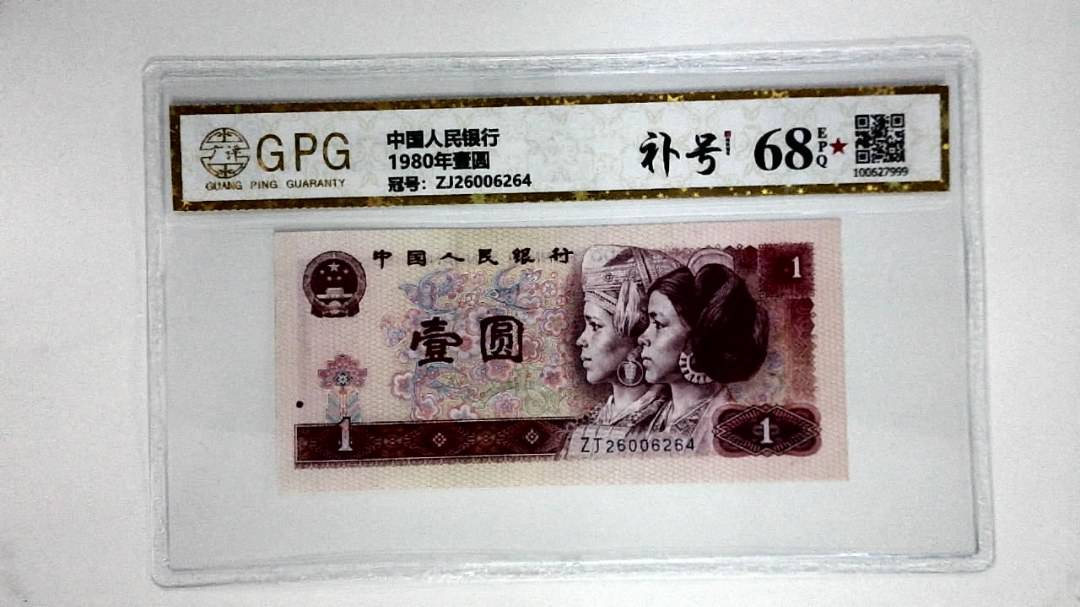 GPG
GUANG PING GUARANTY
中国人民银行
1980年壹圆
冠号：ZJ26006264
补号
68
EPQ
100627999
中国人民银行
1
壹圆
1
ZJ26006264
1